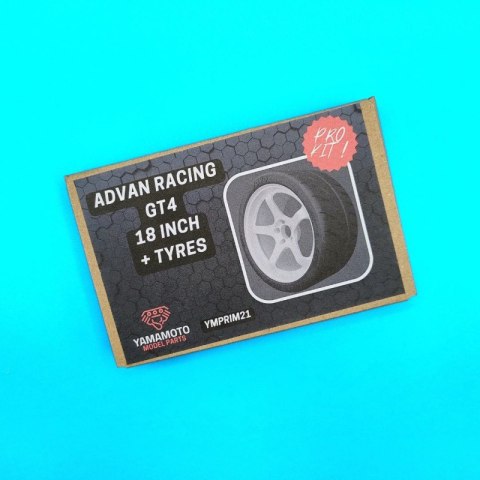 ADVAN RACING
GT4
18 INCH
+ TYRES
PRO
KIT!
YAMAMOTO
MODEL PARTS
YMPRIM21